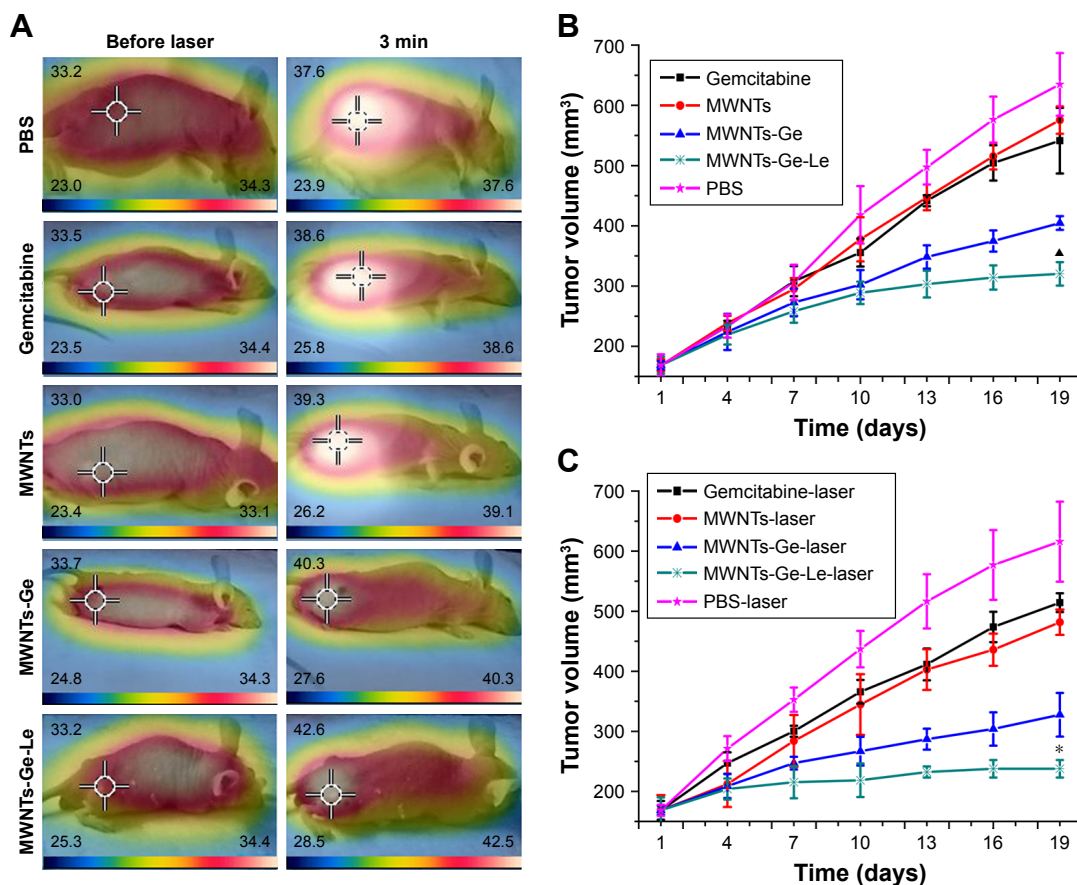 A
Before laser
3 min
PBS
33.2
23.0
34.3
37.6
23.9
37.6
Gemcitabine
33.5
23.5
34.4
38.6
25.8
38.6
MWNTs
33.0
23.4
33.1
39.3
26.2
39.1
MWNTs-Ge
33.7
24.8
34.3
40.3
27.6
40.3
MWNTs-Ge-Le
33.2
25.3
34.4
42.6
28.5
42.5
B
Tumor volume (mm³)
700
600
500
400
300
200
Gemcitabine
MWNTs
MWNTs-Ge
MWNTs-Ge-Le
PBS
▲
1 4 7 10 13 16 19
Time (days)
C
Tumor volume (mm³)
700
600
500
400
300
200
Gemcitabine-laser
MWNTs-laser
MWNTs-Ge-laser
MWNTs-Ge-Le-laser
PBS-laser
*
1 4 7 10 13 16 19
Time (days)